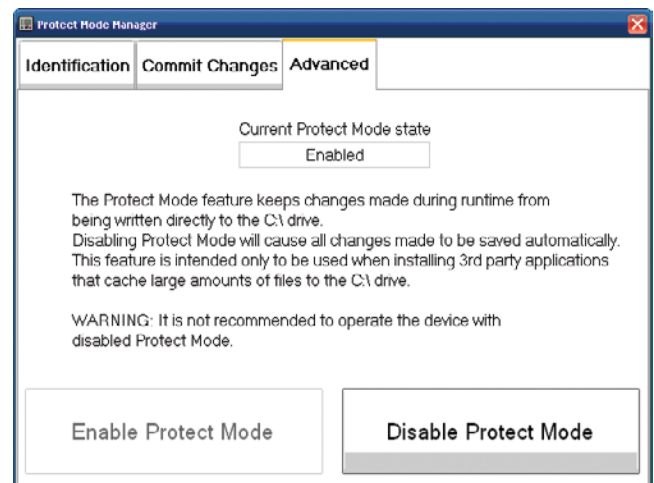 Protect Mode Manager
Identification Commit Changes Advanced
Current Protect Mode state
Enabled
The Protect Mode feature keeps changes made during runtime from
being written directly to the C:\ drive.
Disabling Protect Mode will cause all changes made to be saved automatically.
This feature is intended only to be used when installing 3rd party applications
that cache large amounts of files to the C:\ drive.
WARNING: It is not recommended to operate the device with
disabled Protect Mode.
Enable Protect Mode Disable Protect Mode